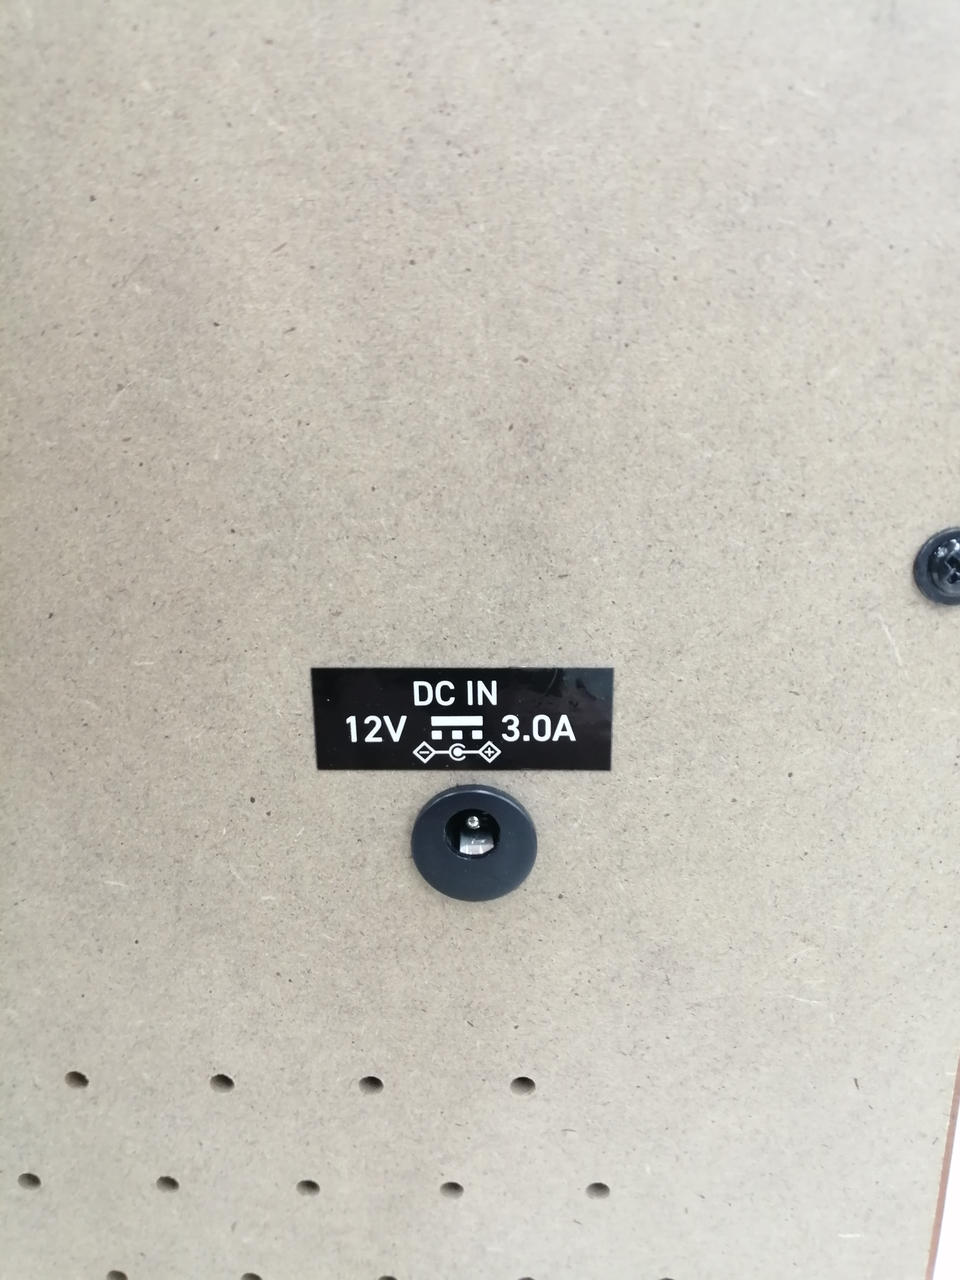 DC IN
12V ⎓ 3.0A